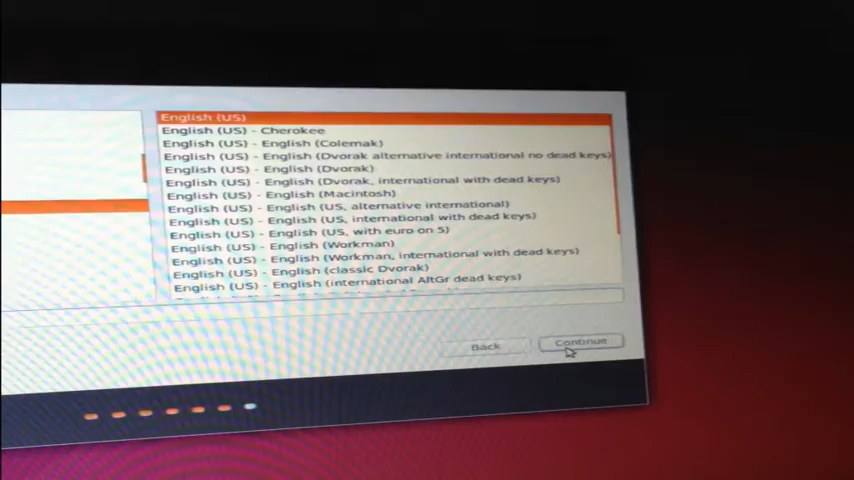 English (US)
English (US) - Cherokee
English (US) - English (Colemak)
English (US) - English (Dvorak alternative international no dead keys)
English (US) - English (Dvorak)
English (US) - English (Dvorak, international with dead keys)
English (US) - English (Macintosh)
English (US) - English (US, alternative international)
English (US) - English (US, international with dead keys)
English (US) - English (US, with euro on 5)
English (US) - English (Workman)
English (US) - English (Workman, international with dead keys)
English (US) - English (classic Dvorak)
English (US) - English (international AltGr dead keys)
Back
Continue